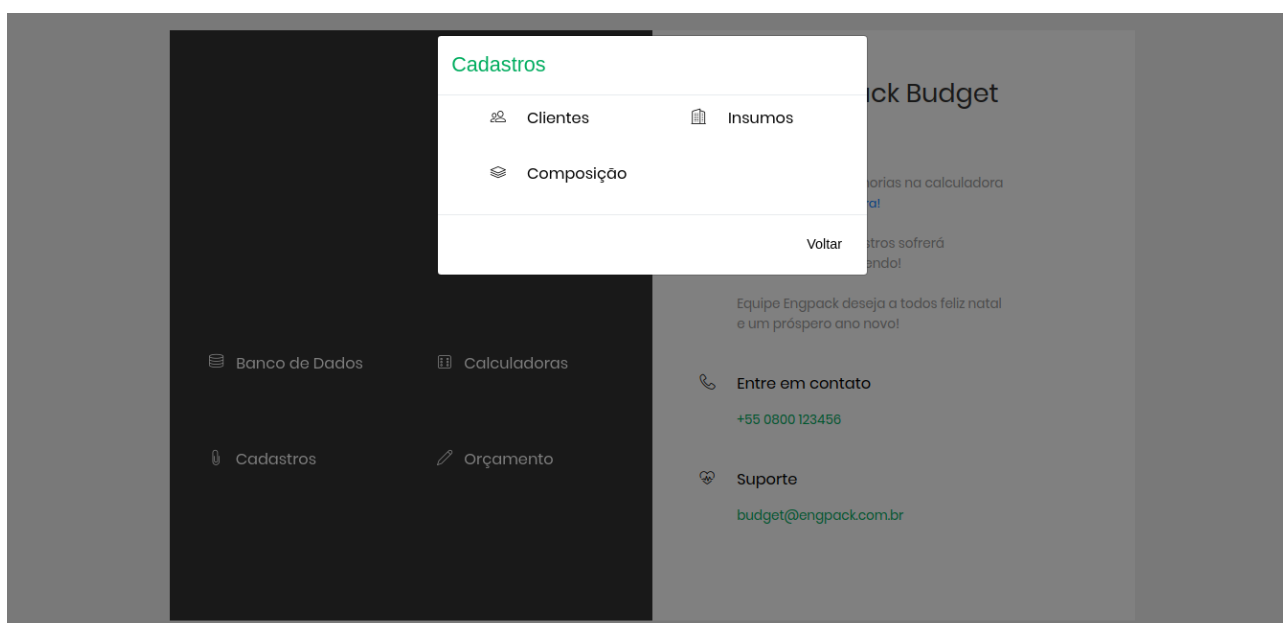 Cadastros
Clientes
Insumos
Composição
Voltar
ck Budget
orias na calculadora
ra!
stros sofrerá
endo!
Equipe Engpack deseja a todos feliz natal
e um próspero ano novo!
Banco de Dados
Calculadoras
Cadastros
Orçamento
Entre em contato
+55 0800 123456
Suporte
budget@engpack.com.br